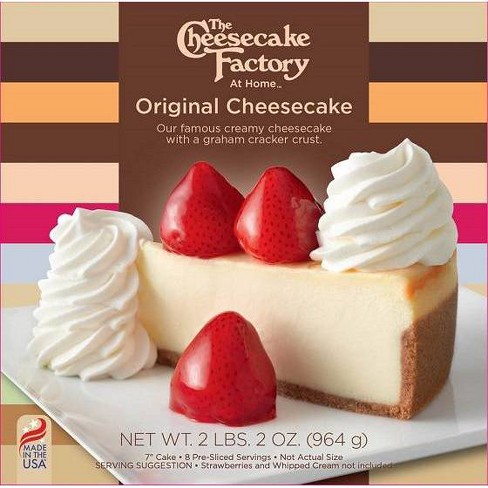 The
Cheesecake
Factory
At Home™
Original Cheesecake
Our famous creamy cheesecake
with a graham cracker crust.
MADE
IN THE
USA
NET WT. 2 LBS. 2 OZ. (964 g)
7" Cake • 8 Pre-Sliced Servings • Not Actual Size
SERVING SUGGESTION • Strawberries and Whipped Cream not included